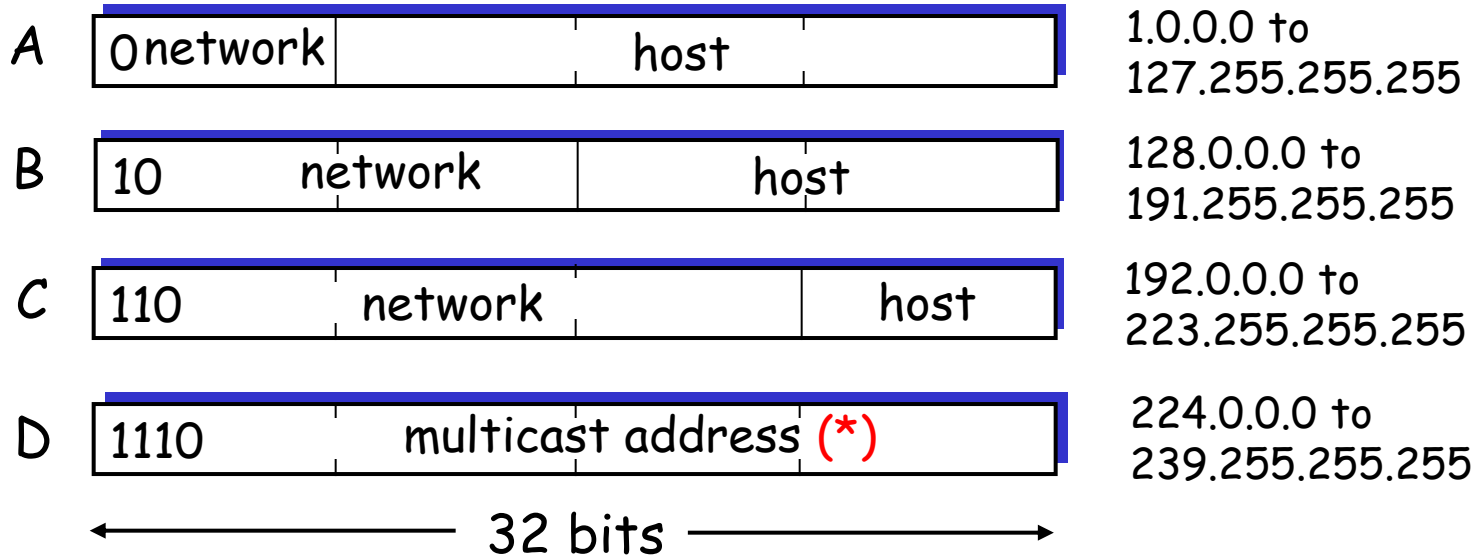 A 0 network host 1.0.0.0 to
127.255.255.255
B 10 network host 128.0.0.0 to
191.255.255.255
C 110 network host 192.0.0.0 to
223.255.255.255
D 1110 multicast address (*) 224.0.0.0 to
239.255.255.255
32 bits